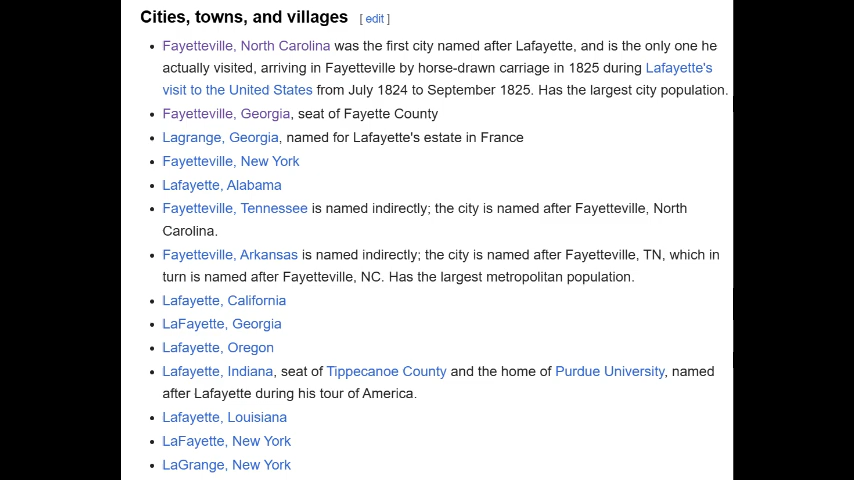 Cities, towns, and villages [ edit ]
Fayetteville, North Carolina was the first city named after Lafayette, and is the only one he
actually visited, arriving in Fayetteville by horse-drawn carriage in 1825 during Lafayette's
visit to the United States from July 1824 to September 1825. Has the largest city population.
Fayetteville, Georgia, seat of Fayette County
Lagrange, Georgia, named for Lafayette's estate in France
Fayetteville, New York
Lafayette, Alabama
Fayetteville, Tennessee is named indirectly; the city is named after Fayetteville, North
Carolina.
Fayetteville, Arkansas is named indirectly; the city is named after Fayetteville, TN, which in
turn is named after Fayetteville, NC. Has the largest metropolitan population.
Lafayette, California
LaFayette, Georgia
Lafayette, Oregon
Lafayette, Indiana, seat of Tippecanoe County and the home of Purdue University, named
after Lafayette during his tour of America.
Lafayette, Louisiana
LaFayette, New York
LaGrange, New York